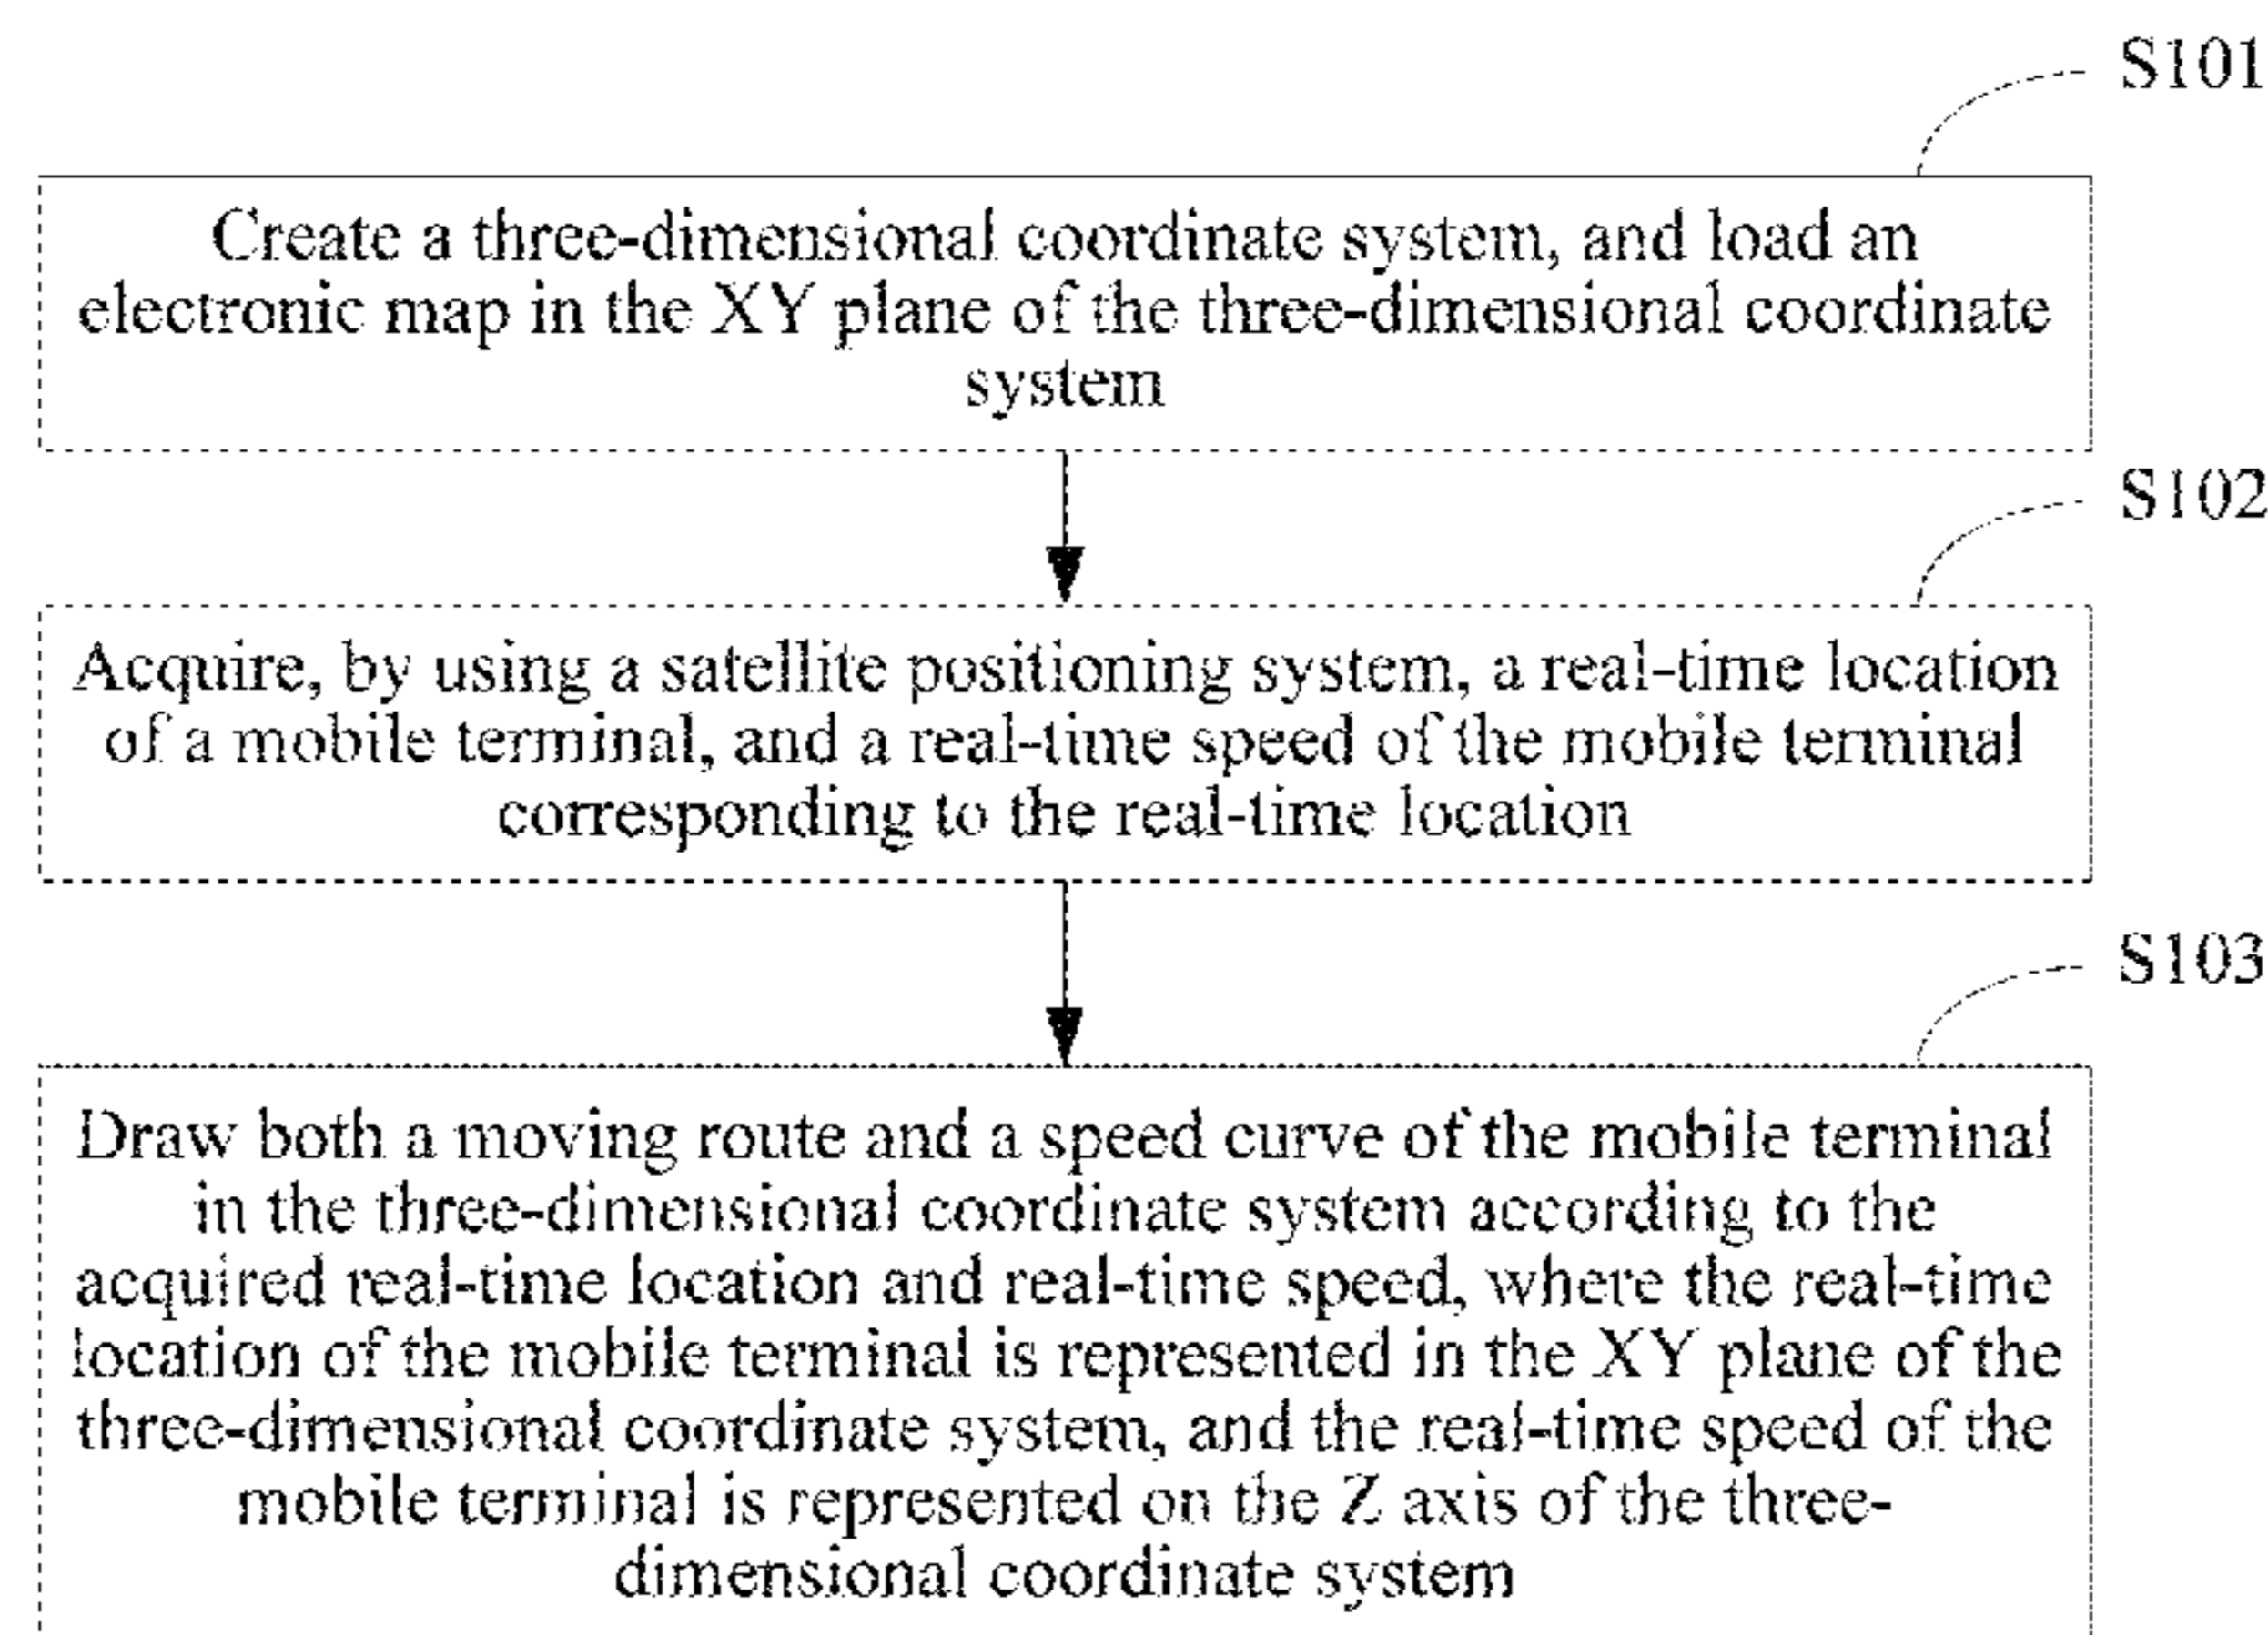 S101
Create a three-dimensional coordinate system, and load an
electronic map in the XY plane of the three-dimensional coordinate
system
S102
Acquire, by using a satellite positioning system, a real-time location
of a mobile terminal, and a real-time speed of the mobile terminal
corresponding to the real-time location
S103
Draw both a moving route and a speed curve of the mobile terminal
in the three-dimensional coordinate system according to the
acquired real-time location and real-time speed, where the real-time
location of the mobile terminal is represented in the XY plane of the
three-dimensional coordinate system, and the real-time speed of the
mobile terminal is represented on the Z axis of the three-
dimensional coordinate system